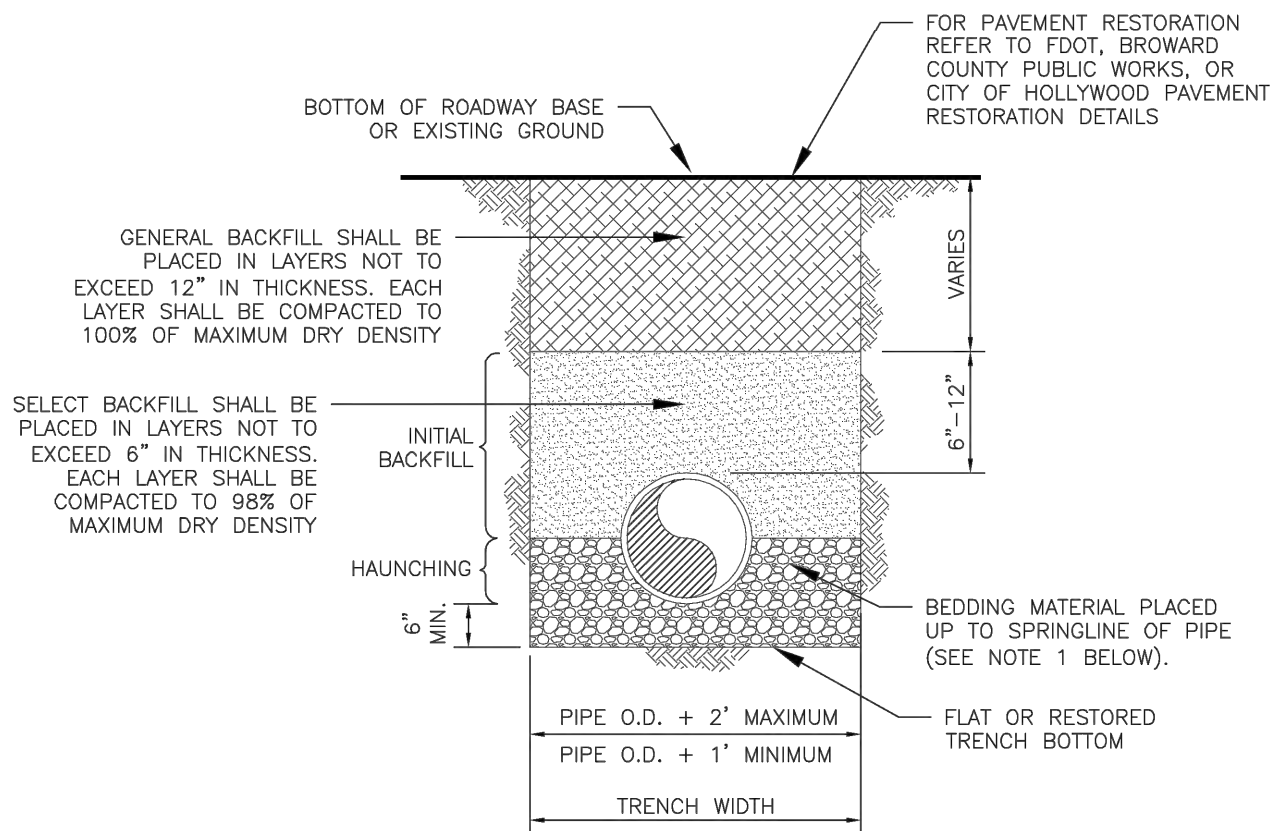 FOR PAVEMENT RESTORATION
REFER TO FDOT, BROWARD
COUNTY PUBLIC WORKS, OR
CITY OF HOLLYWOOD PAVEMENT
RESTORATION DETAILS
BOTTOM OF ROADWAY BASE
OR EXISTING GROUND
GENERAL BACKFILL SHALL BE
PLACED IN LAYERS NOT TO
EXCEED 12" IN THICKNESS. EACH
LAYER SHALL BE COMPACTED TO
100% OF MAXIMUM DRY DENSITY
VARIES
SELECT BACKFILL SHALL BE
PLACED IN LAYERS NOT TO
EXCEED 6" IN THICKNESS.
EACH LAYER SHALL BE
COMPACTED TO 98% OF
MAXIMUM DRY DENSITY
INITIAL
BACKFILL
6"-12"
HAUNCHING
6"
MIN.
BEDDING MATERIAL PLACED
UP TO SPRINGLINE OF PIPE
(SEE NOTE 1 BELOW).
FLAT OR RESTORED
TRENCH BOTTOM
PIPE O.D. + 2' MAXIMUM
PIPE O.D. + 1' MINIMUM
TRENCH WIDTH